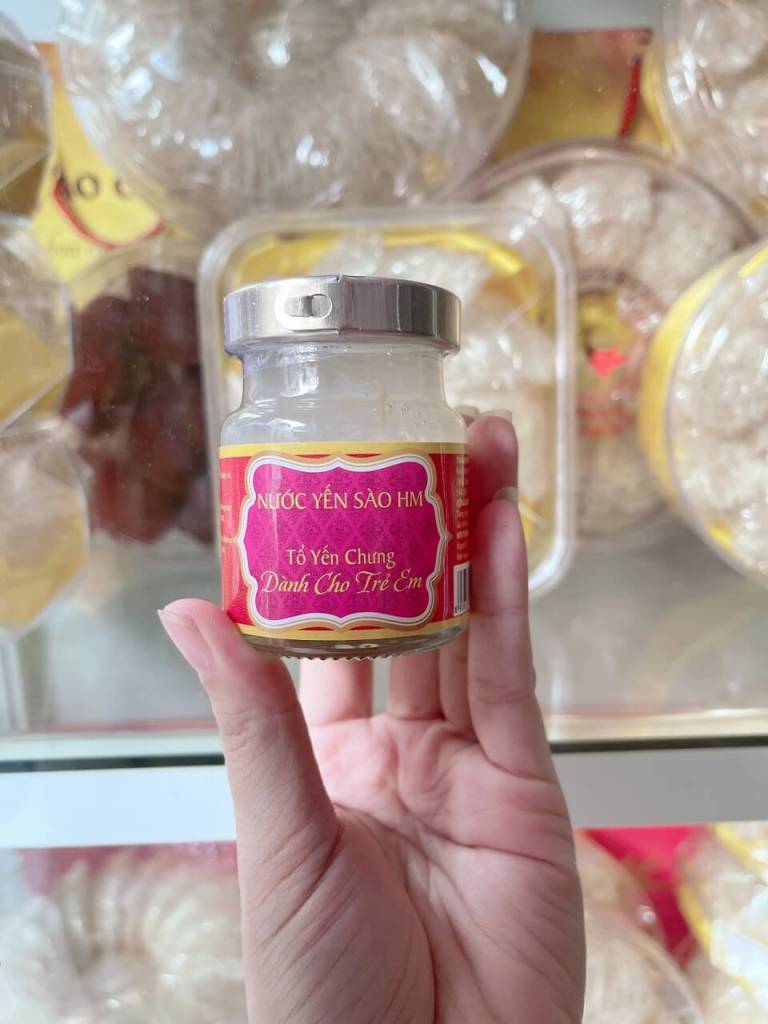 NƯỚC YẾN SÀO HM
Tổ Yến Chưng
Dành Cho Trẻ Em